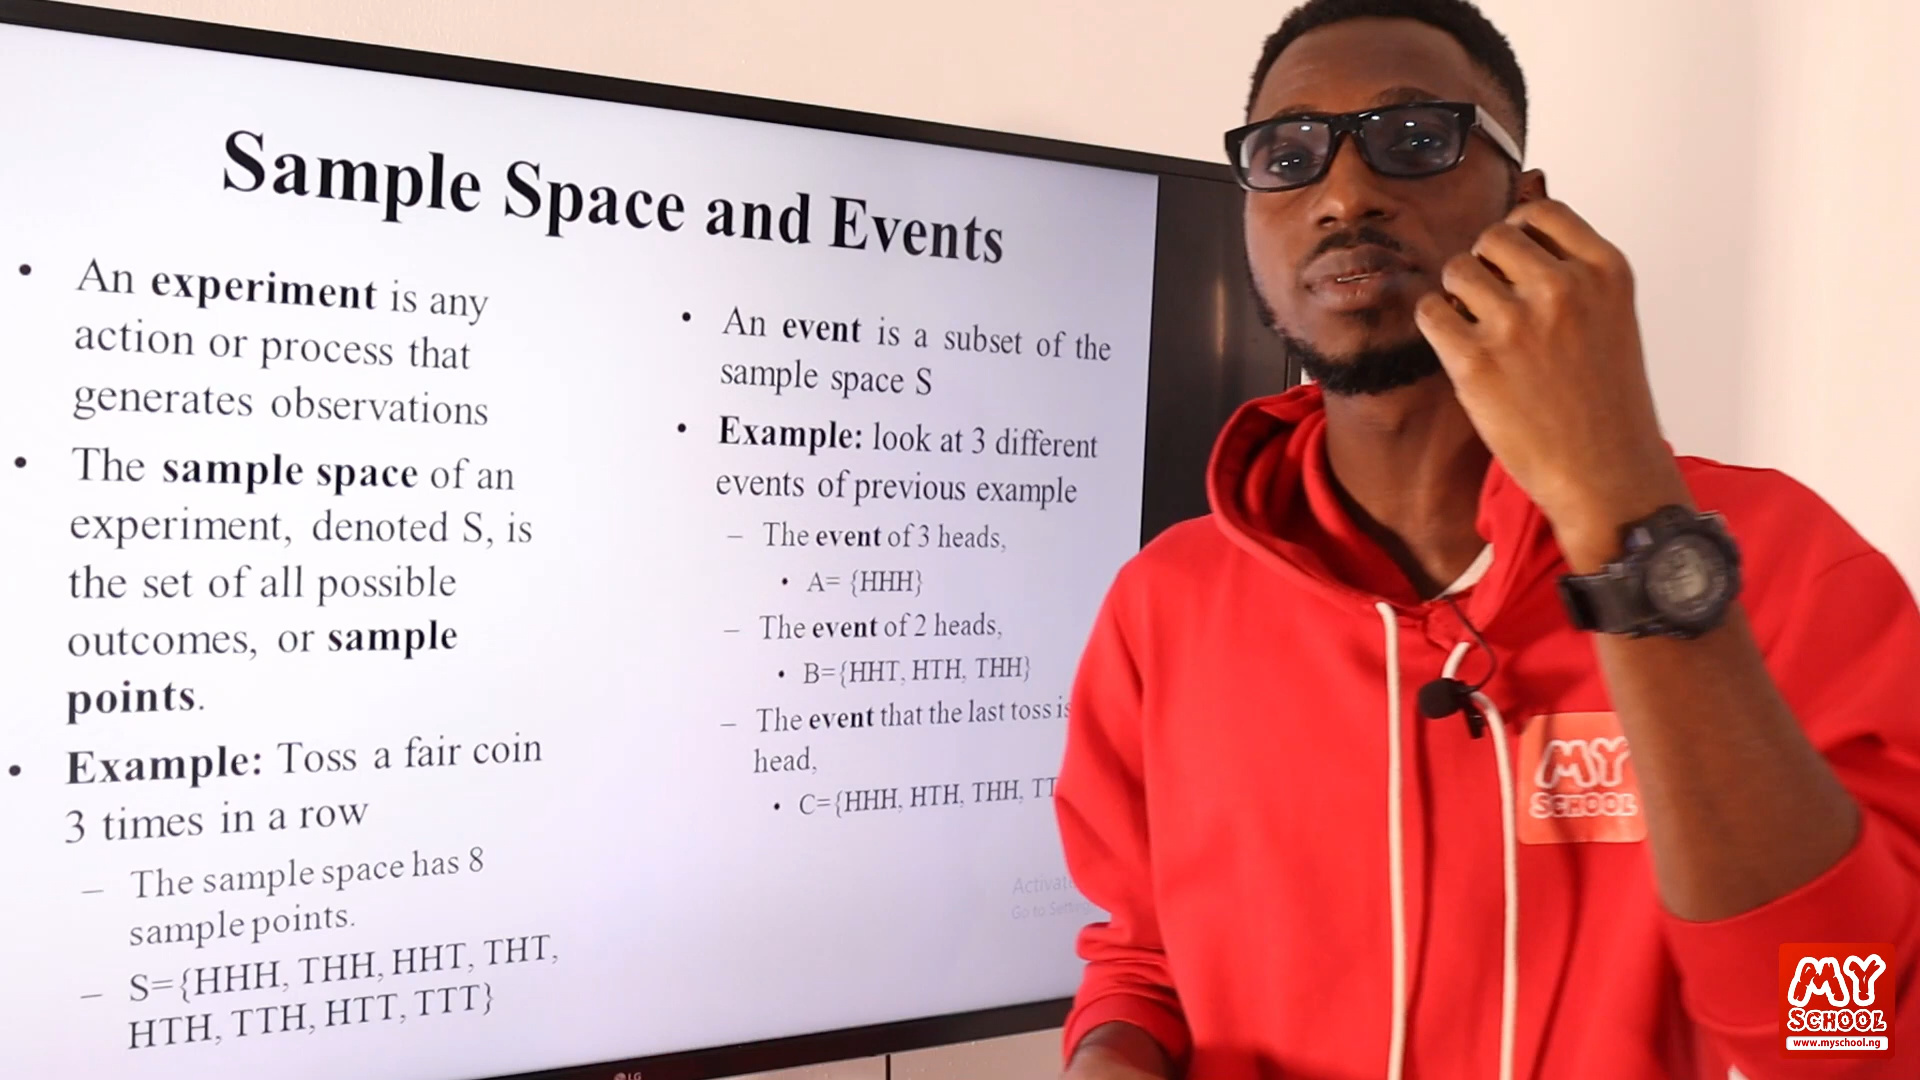 Sample Space and Events
• An experiment is any
action or process that
generates observations
• The sample space of an
experiment, denoted S, is
the set of all possible
outcomes, or sample
points.
• Example: Toss a fair coin
3 times in a row
– The sample space has 8
sample points.
– S={HHH, THH, HHT, THT,
HTH, TTH, HTT, TTT}
• An event is a subset of the
sample space S
• Example: look at 3 different
events of previous example
– The event of 3 heads,
• A= {HHH}
– The event of 2 heads,
• B={HHT, HTH, THH}
– The event that the last toss is
head,
• C={HHH, HTH, THH,
Go to
LG
MY
SCHOOL
MY
SCHOOL
www.myschool.ng